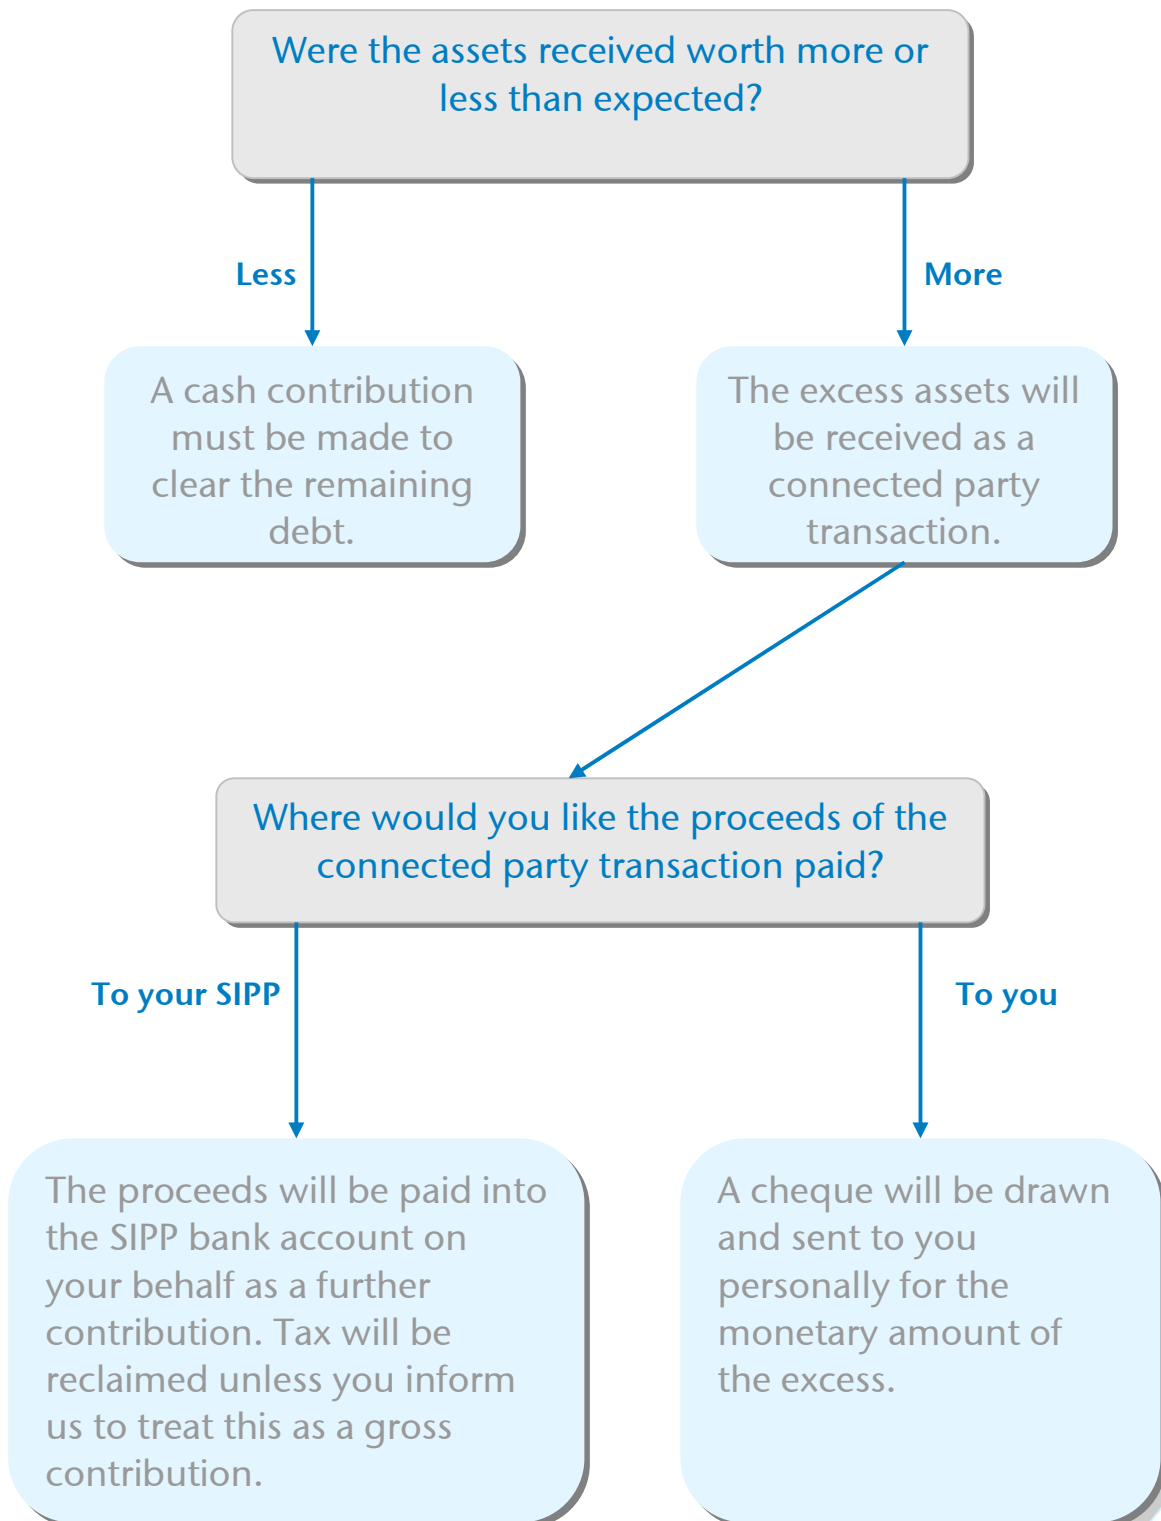 Were the assets received worth more or
less than expected?
Less
More
A cash contribution
must be made to
clear the remaining
debt.
The excess assets will
be received as a
connected party
transaction.
Where would you like the proceeds of the
connected party transaction paid?
To your SIPP
To you
The proceeds will be paid into
the SIPP bank account on
your behalf as a further
contribution. Tax will be
reclaimed unless you inform
us to treat this as a gross
contribution.
A cheque will be drawn
and sent to you
personally for the
monetary amount of
the excess.